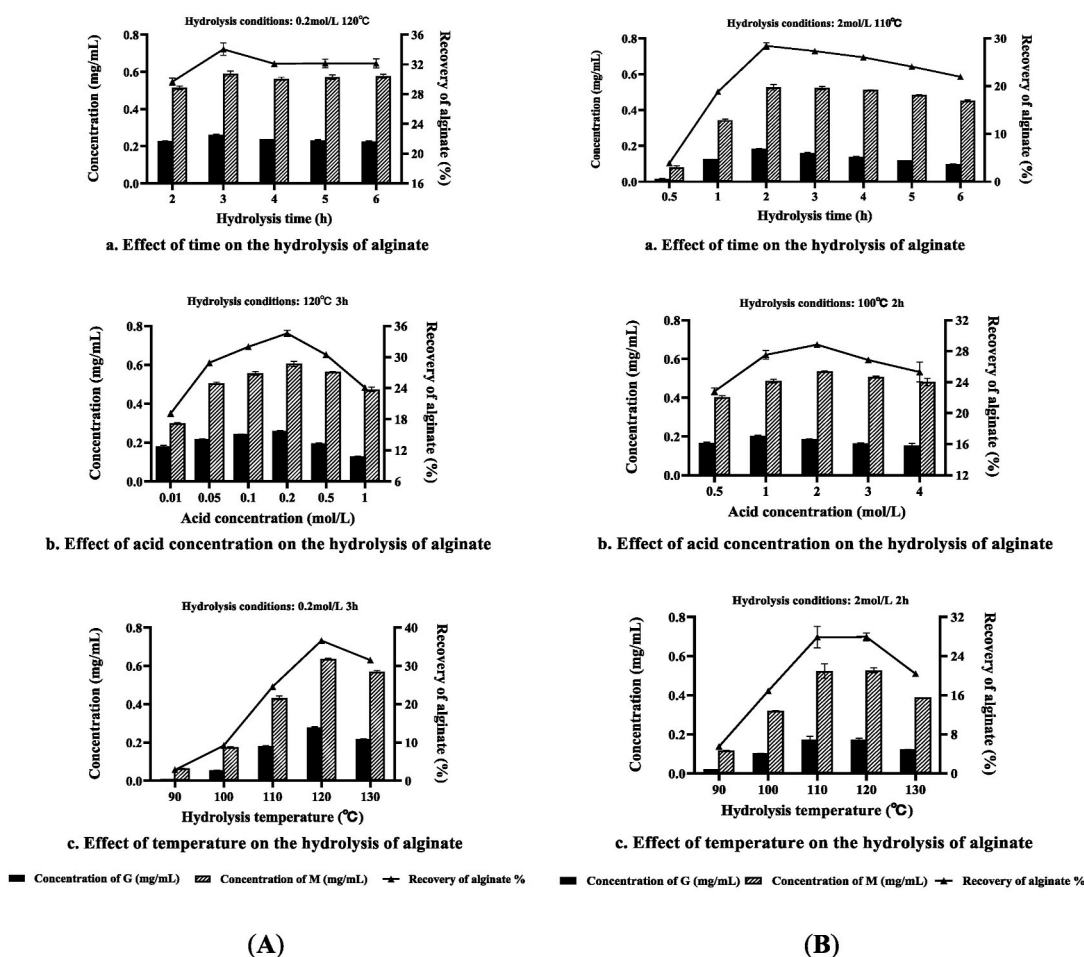 Hydrolysis conditions: 0.2mol/L 120℃
Concentration (mg/mL)
0.8
0.6
0.4
0.2
0.0
Recovery of
alginate (%)
36
32
28
24
20
16
2 3 4 5 6
Hydrolysis time (h)
a. Effect of time on the hydrolysis of alginate
Hydrolysis conditions: 120℃ 3h
Concentration (mg/mL)
0.8
0.6
0.4
0.2
0.0
Recovery of alginate
(%)
36
30
24
18
12
6
0.01 0.05 0.1 0.2 0.5 1
Acid concentration (mol/L)
b. Effect of acid concentration on the hydrolysis of alginate
Hydrolysis conditions: 0.2mol/L 3h
Concentration (mg/mL)
0.8
0.6
0.4
0.2
0.0
Recovery of
alginate (%)
40
30
20
10
0
90 100 110 120 130
Hydrolysis temperature (℃)
c. Effect of temperature on the hydrolysis of alginate
Concentration of G (mg/mL) Concentration of M (mg/mL) Recovery of alginate %
(A)
Hydrolysis conditions: 2mol/L 110℃
Concentration (mg/mL)
0.8
0.6
0.4
0.2
0.0
Recovery of
alginate (%)
30
20
10
0
0.5 1 2 3 4 5 6
Hydrolysis time (h)
a. Effect of time on the hydrolysis of alginate
Hydrolysis conditions: 100℃ 2h
Concentration (mg/mL)
0.8
0.6
0.4
0.2
0.0
Recovery of alginate
(%)
32
28
24
20
16
12
0.5 1 2 3 4
Acid concentration (mol/L)
b. Effect of acid concentration on the hydrolysis of alginate
Hydrolysis conditions: 2mol/L 2h
Concentration (mg/mL)
0.8
0.6
0.4
0.2
0.0
Recovery of
alginate (%)
32
24
16
8
0
90 100 110 120 130
Hydrolysis temperature (℃)
c. Effect of temperature on the hydrolysis of alginate
Concentration of G (mg/mL) Concentration of M (mg/mL) Recovery of alginate %
(B)